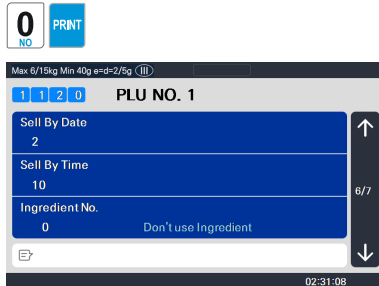 0
NO
PRINT
Max 6/15kg Min 40g e=d=2/5g III
1 1 2 0 PLU NO. 1
Sell By Date
2
Sell By Time
10
6/7
Ingredient No.
0 Don't use Ingredient
02:31:08